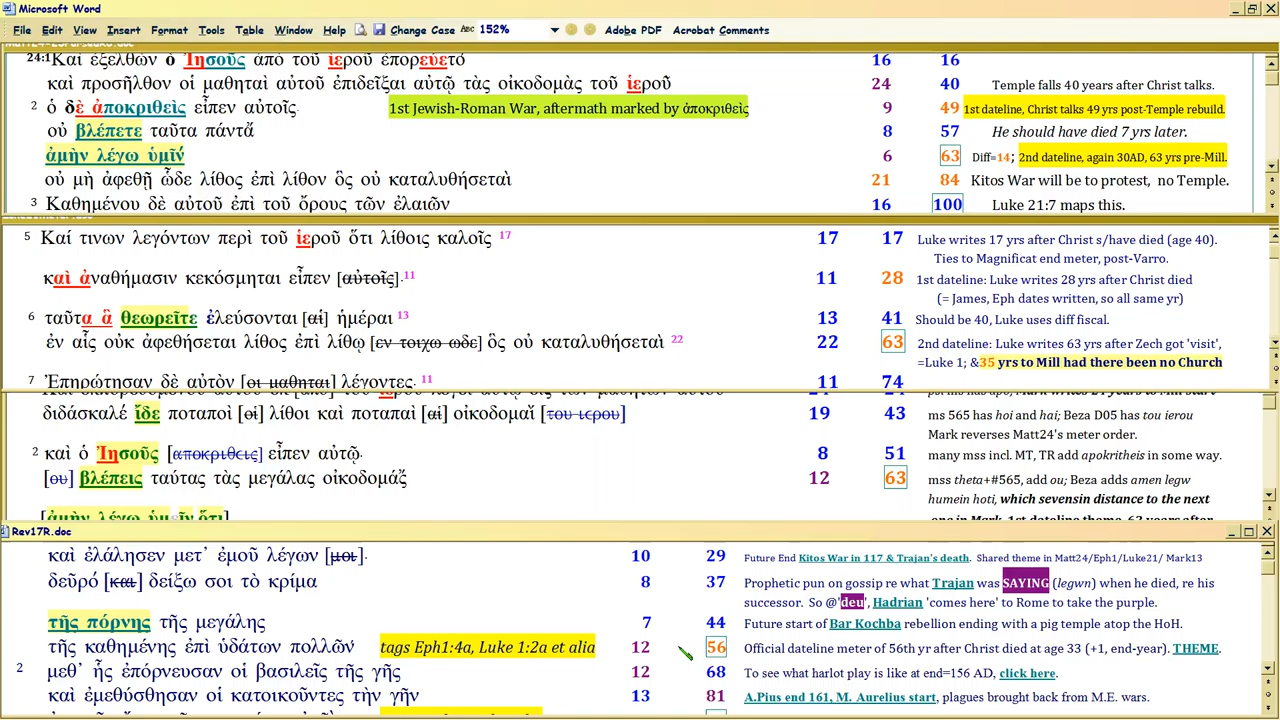 Microsoft Word
File Edit View Insert Format Tools Table Window Help Change Case Abc 152% Adobe PDF Acrobat Comments
24:1Καὶ ἐξελθὼν ὁ Ἰησοῦς ἀπὸ τοῦ ἱεροῦ ἐπορεύετο 16 16
καὶ προσῆλθον οἱ μαθηταὶ αὐτοῦ ἐπιδεῖξαι αὐτῷ τὰς οἰκοδομὰς τοῦ ἱεροῦ 24 40 Temple falls 40 years after Christ talks.
2 ὁ δὲ ἀποκριθεὶς εἶπεν αὐτοῖς· 1st Jewish-Roman War, aftermath marked by ἀποκριθεὶς 9 49 1st dateline, Christ talks 49 yrs post-Temple rebuild.
οὐ βλέπετε ταῦτα πάντα 8 57 He should have died 7 yrs later.
ἀμὴν λέγω ὑμῖν 6 63 Diff=14; 2nd dateline, again 30AD, 63 yrs pre-Mill.
οὐ μὴ ἀφεθῇ ὧδε λίθος ἐπὶ λίθον ὃς οὐ καταλυθήσεται 21 84 Kitos War will be to protest, no Temple.
3 Καθημένου δὲ αὐτοῦ ἐπὶ τοῦ ὄρους τῶν ἐλαιῶν 16 100 Luke 21:7 maps this.
5 Καί τινων λεγόντων περὶ τοῦ ἱεροῦ ὅτι λίθοις καλοῖς 17 17 17 Luke writes 17 yrs after Christ s/have died (age 40).
Ties to Magnificat end meter, post-Varro.
καὶ ἀναθήμασιν κεκόσμηται εἶπεν [αὐτοῖς]. 11 11 28 1st dateline: Luke writes 28 yrs after Christ died
(= James, Eph dates written, so all same yr)
6 ταῦτα ἃ θεωρεῖτε ἐλεύσονται [αἱ] ἡμέραι 13 13 41 Should be 40, Luke uses diff fiscal.
ἐν αἷς οὐκ ἀφεθήσεται λίθος ἐπὶ λίθῳ [εν τοιχω ωδε] ὃς οὐ καταλυθήσεται 22 22 63 2nd dateline: Luke writes 63 yrs after Zech got 'visit',
=Luke 1; &35 yrs to Mill had there been no Church
7 Ἐπηρώτησαν δὲ αὐτὸν [οι μαθηται] λέγοντες· 11 11 74
διδάσκαλέ ἴδε ποταποὶ [οἱ] λίθοι καὶ ποταπαὶ [αἱ] οἰκοδομαί [του ιερου] 19 43 ms 565 has hoi and hai; Beza D05 has tou ierou
Mark reverses Matt24's meter order.
2 καὶ ὁ Ἰησοῦς [αποκριθεις] εἶπεν αὐτῷ· 8 51 many mss incl. MT, TR add apokritheis in some way.
[ου] βλέπεις ταύτας τὰς μεγάλας οἰκοδομάς 12 63 mss theta+#565, add ou; Beza adds amen legw
humein hoti, which sevensin distance to the next
[ἀμὴν λέγω ὑμεῖν ὅτι]
Rev17R.doc
καὶ ἐλάλησεν μετ᾽ ἐμοῦ λέγων [μοι]· 10 29 Future End Kitos War in 117 & Trajan's death. Shared theme in Matt24/Eph1/Luke21/ Mark13
δεῦρό [και] δείξω σοι τὸ κρίμα 8 37 Prophetic pun on gossip re what Trajan was SAYING (legwn) when he died, re his
successor. So @'deu', Hadrian 'comes here' to Rome to take the purple.
τῆς πόρνης τῆς μεγάλης 7 44 Future start of Bar Kochba rebellion ending with a pig temple atop the HoH.
τῆς καθημένης ἐπὶ ὑδάτων πολλῶν tags Eph1:4a, Luke 1:2a et alia 12 56 Official dateline meter of 56th yr after Christ died at age 33 (+1, end-year). THEME.
2 μεθ᾽ ἧς ἐπόρνευσαν οἱ βασιλεῖς τῆς γῆς 12 68 To see what harlot play is like at end=156 AD, click here.
καὶ ἐμεθύσθησαν οἱ κατοικοῦντες τὴν γῆν 13 81 A.Pius end 161, M. Aurelius start, plagues brought back from M.E. wars.